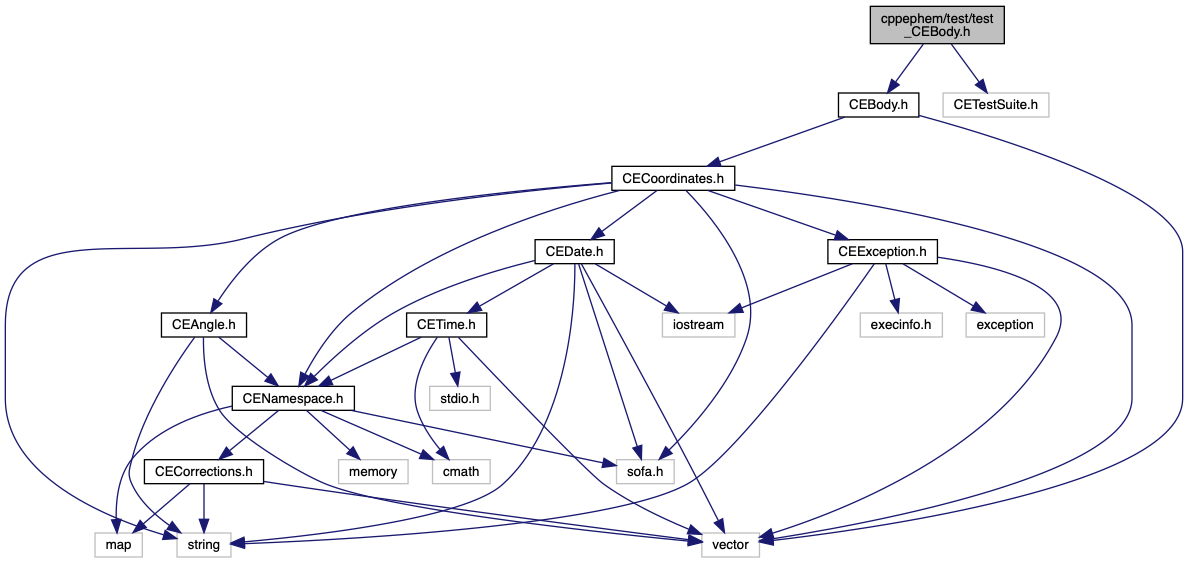 cppephem/test/test
_CEBody.h
CEBody.h
CETestSuite.h
CECoordinates.h
CEDate.h
CEException.h
CEAngle.h
CETime.h
iostream
execinfo.h
exception
CENamespace.h
stdio.h
CECorrections.h
memory
cmath
sofa.h
map
string
vector